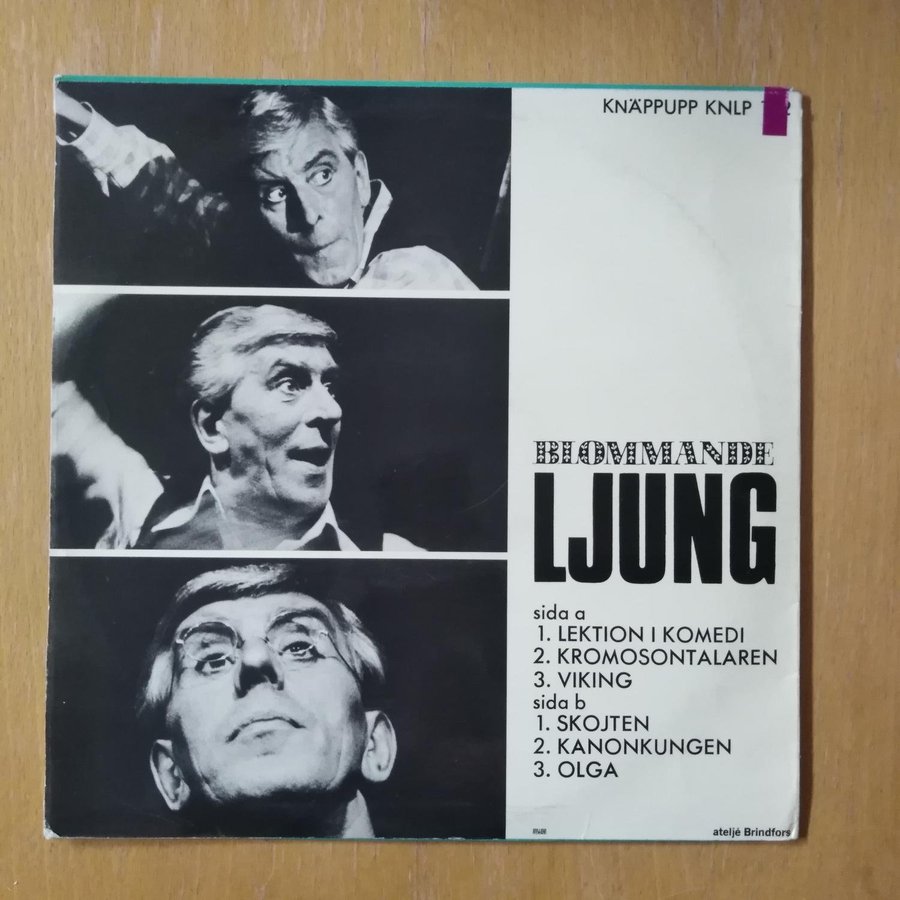 KNÄPPUPP KNLP
BLOMMANDE
LJUNG
sida a
1. LEKTION I KOMEDI
2. KROMOSONTALAREN
3. VIKING
sida b
1. SKOJTEN
2. KANONKUNGEN
3. OLGA
ateljé Brindfors